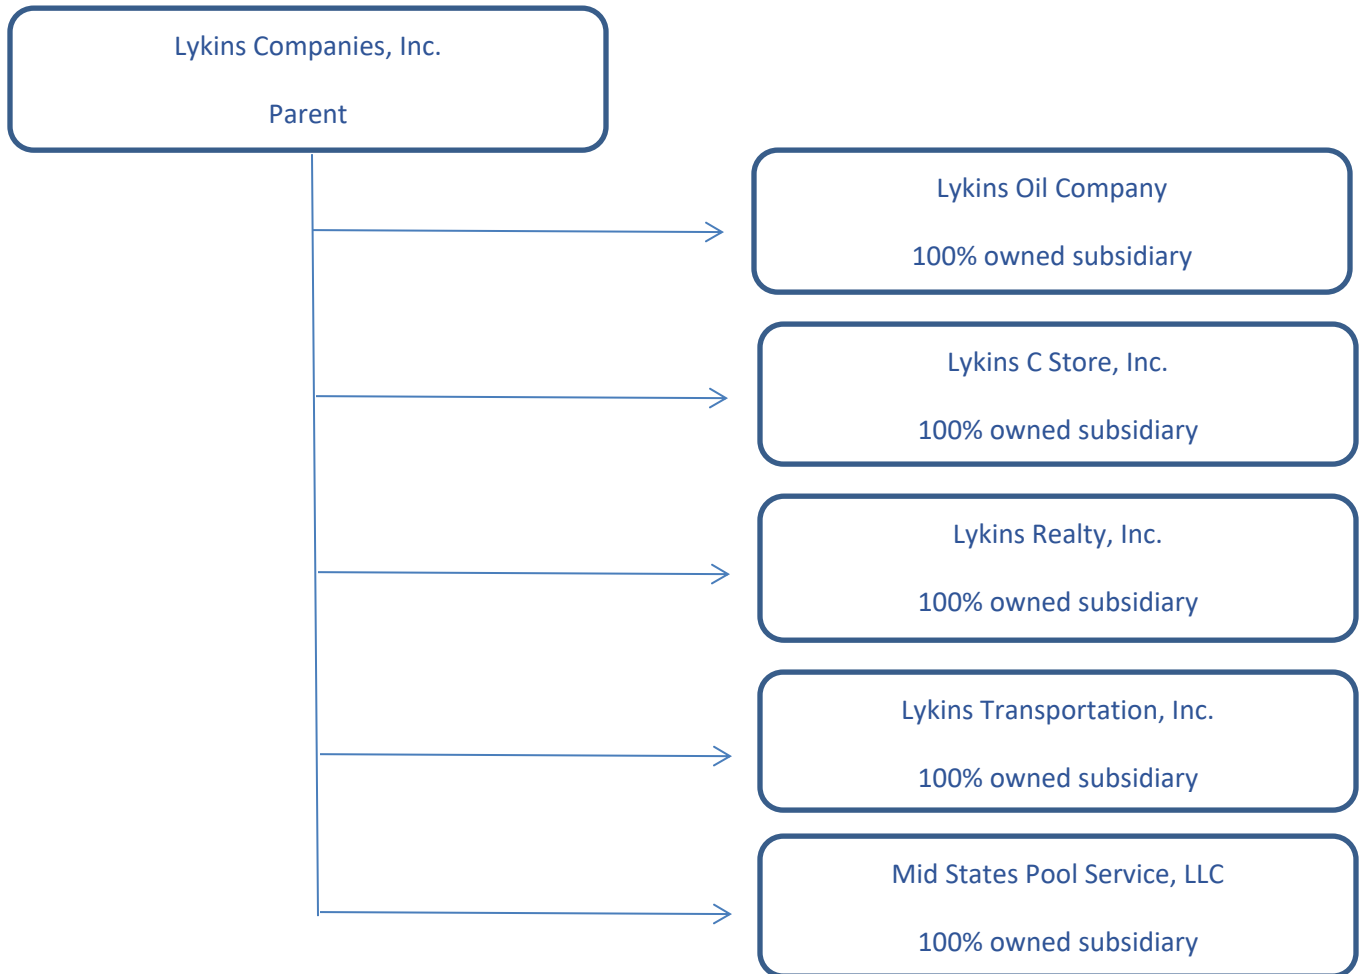 Lykins Companies, Inc.
Parent
Lykins Oil Company
100% owned subsidiary
Lykins C Store, Inc.
100% owned subsidiary
Lykins Realty, Inc.
100% owned subsidiary
Lykins Transportation, Inc.
100% owned subsidiary
Mid States Pool Service, LLC
100% owned subsidiary